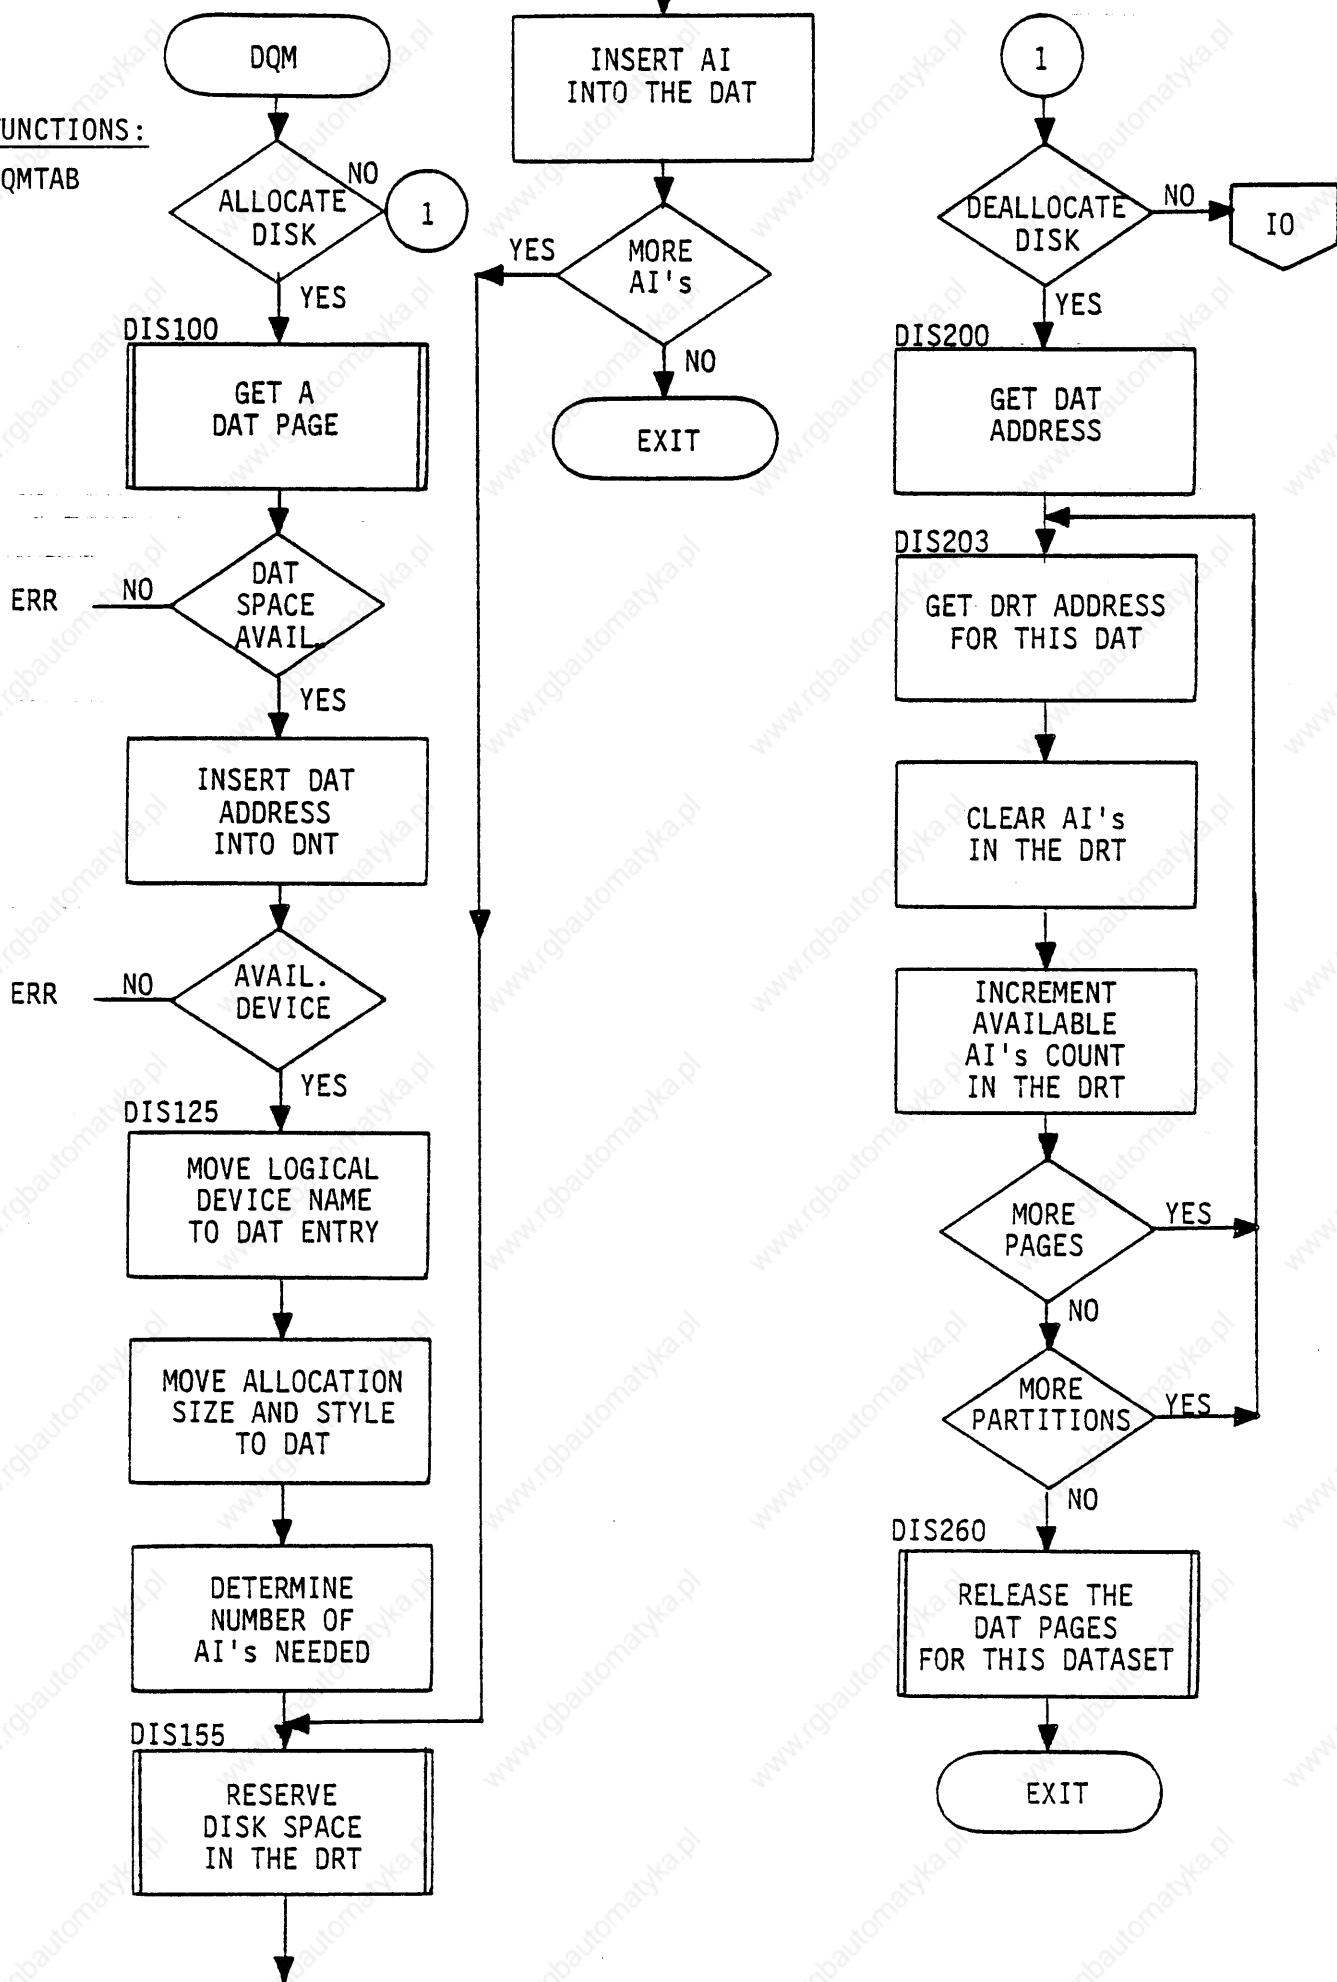 DQM
UNCTIONS:
QMTAB
ALLOCATE
DISK
NO
1
YES
DIS100
GET A
DAT PAGE
DAT
SPACE
AVAIL.
NO
ERR
YES
INSERT DAT
ADDRESS
INTO DNT
AVAIL.
DEVICE
NO
ERR
YES
DIS125
MOVE LOGICAL
DEVICE NAME
TO DAT ENTRY
MOVE ALLOCATION
SIZE AND STYLE
TO DAT
DETERMINE
NUMBER OF
AI's NEEDED
DIS155
RESERVE
DISK SPACE
IN THE DRT
INSERT AI
INTO THE DAT
MORE
AI's
YES
NO
EXIT
1
DEALLOCATE
DISK
NO
IO
YES
DIS200
GET DAT
ADDRESS
DIS203
GET DRT ADDRESS
FOR THIS DAT
CLEAR AI's
IN THE DRT
INCREMENT
AVAILABLE
AI's COUNT
IN THE DRT
MORE
PAGES
YES
NO
MORE
PARTITIONS
YES
NO
DIS260
RELEASE THE
DAT PAGES
FOR THIS DATASET
EXIT
www.rgbautomatyka.pl